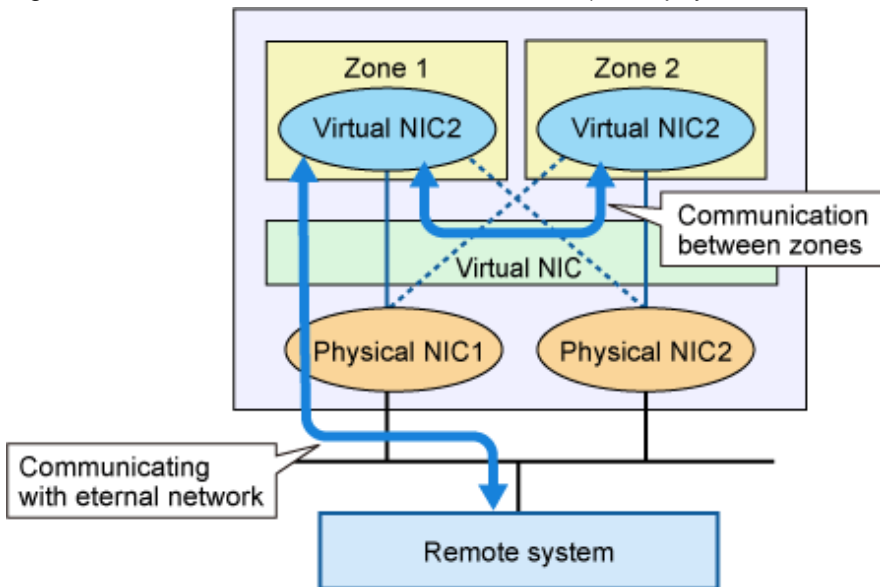 Zone 1
Zone 2
Virtual NIC2
Virtual NIC2
Communication
between zones
Virtual NIC
Physical NIC1
Physical NIC2
Communicating
with eternal network
Remote system